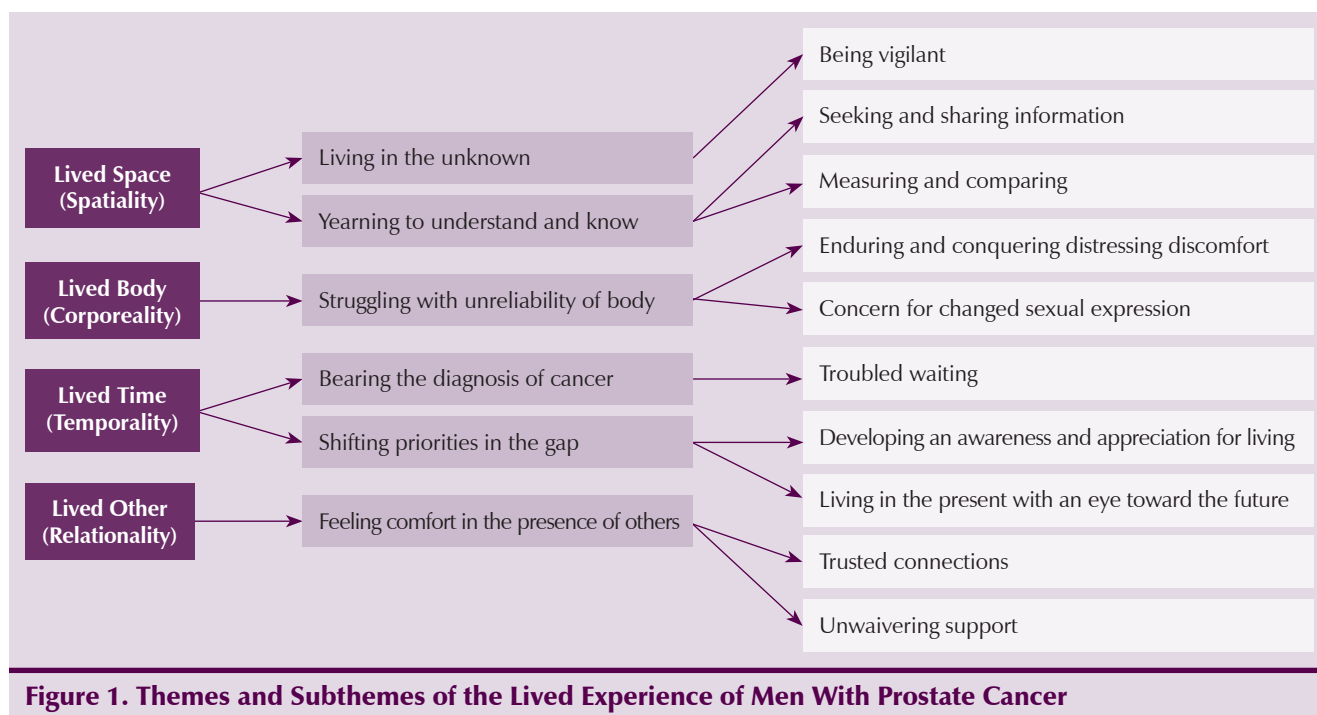 Lived Space
(Spatiality)
Lived Body
(Corporeality)
Lived Time
(Temporality)
Lived Other
(Relationality)
Living in the unknown
Yearning to understand and know
Struggling with unreliability of body
Bearing the diagnosis of cancer
Shifting priorities in the gap
Feeling comfort in the presence of others
Being vigilant
Seeking and sharing information
Measuring and comparing
Enduring and conquering distressing discomfort
Concern for changed sexual expression
Troubled waiting
Developing an awareness and appreciation for living
Living in the present with an eye toward the future
Trusted connections
Unwaivering support
Figure 1. Themes and Subthemes of the Lived Experience of Men With Prostate Cancer